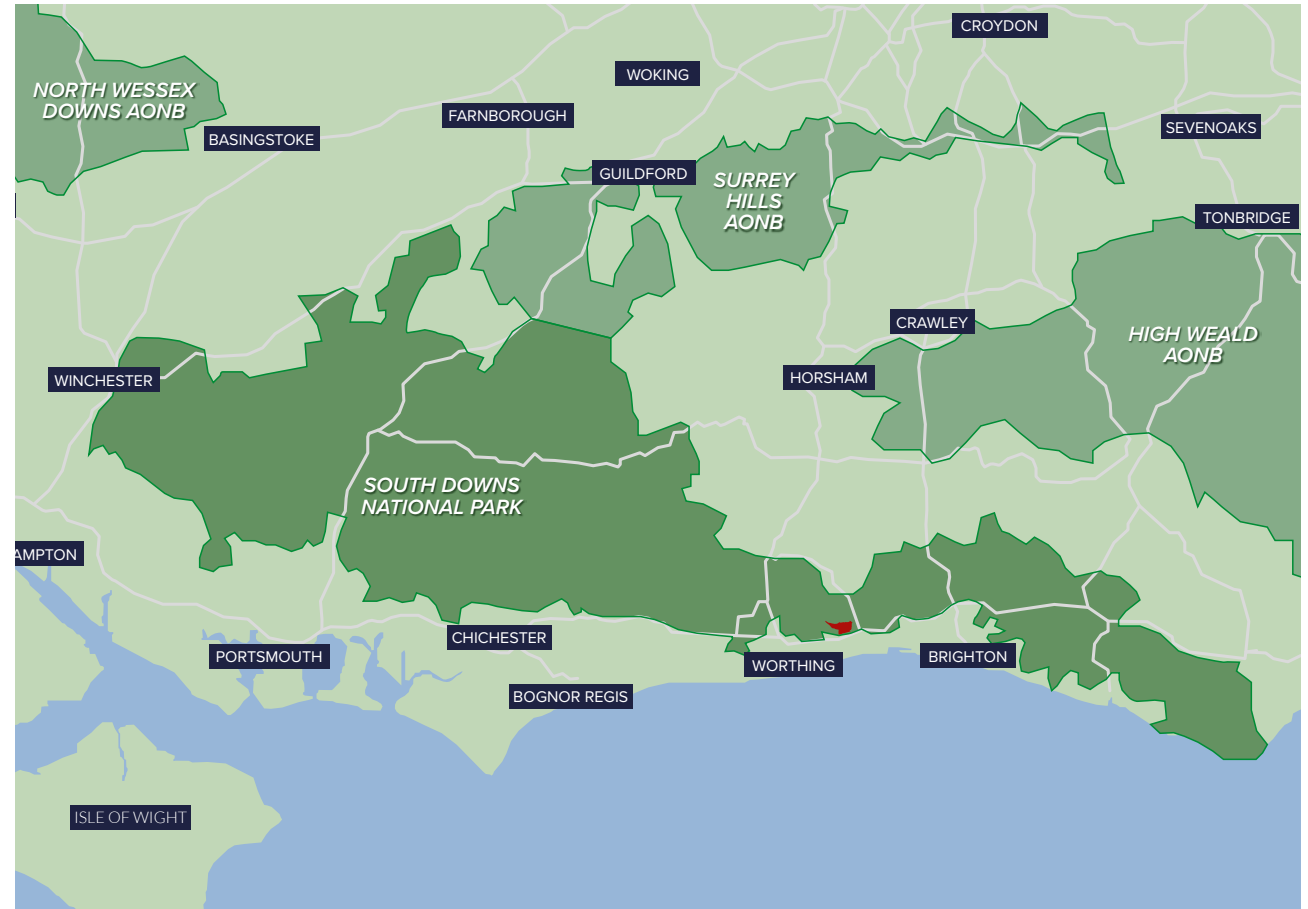 CROYDON
WOKING
NORTH WESSEX
DOWNS AONB
FARNBOROUGH
SEVENOAKS
BASINGSTOKE
GUILDFORD
SURREY
HILLS
AONB
TONBRIDGE
CRAWLEY
HIGH WEALD
AONB
WINCHESTER
HORSHAM
SOUTH DOWNS
NATIONAL PARK
AMPTON
CHICHESTER
PORTSMOUTH
BRIGHTON
WORTHING
BOGNOR REGIS
ISLE OF WIGHT